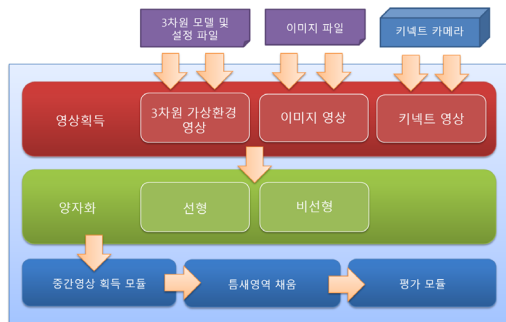 3차원 모델 및
설정 파일
이미지 파일
키넥트 카메라
영상획득
3차원 가상환경
영상
이미지 영상
키넥트 영상
양자화
선형
비선형
중간영상 획득 모듈
틈새영역 채움
평가 모듈